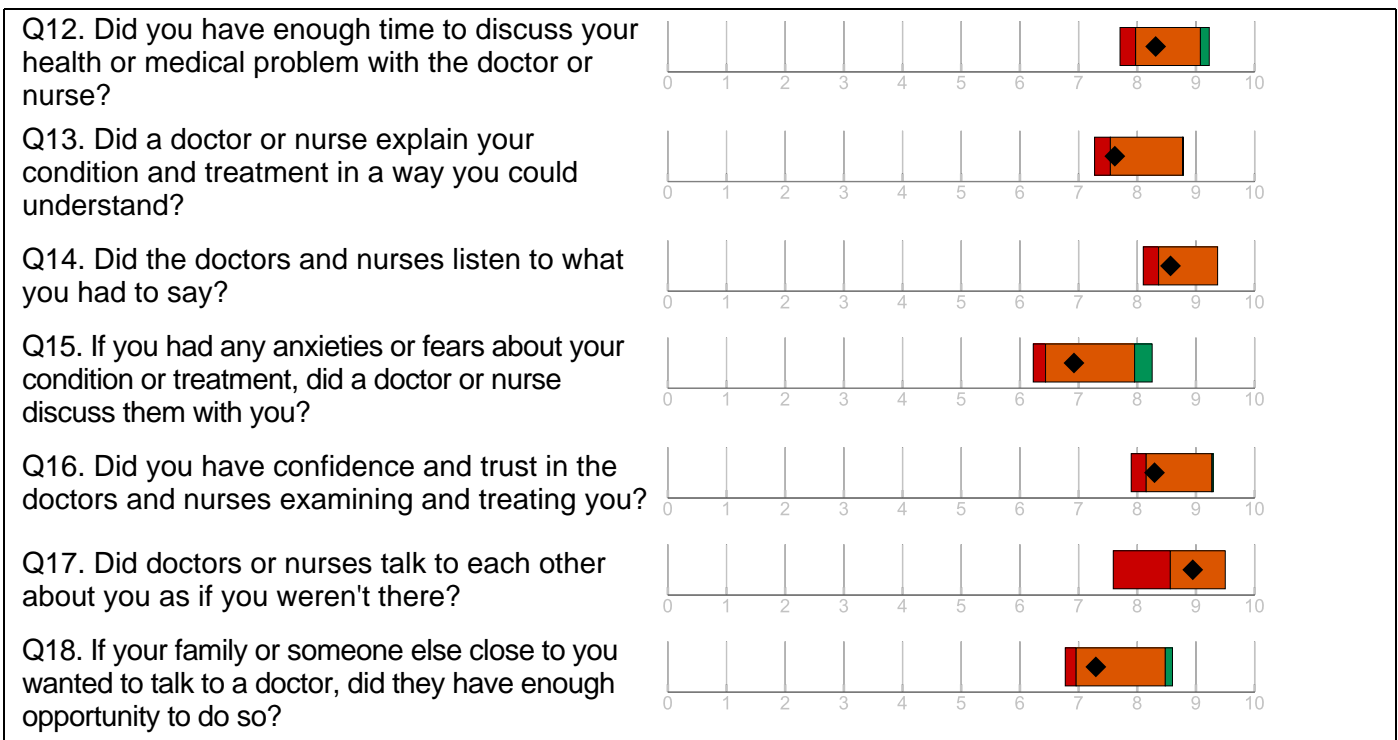 Q12. Did you have enough time to discuss your
health or medical problem with the doctor or
nurse?
0 1 2 3 4 5 6 7 8 9 10
Q13. Did a doctor or nurse explain your
condition and treatment in a way you could
understand?
0 1 2 3 4 5 6 7 8 9 10
Q14. Did the doctors and nurses listen to what
you had to say?
0 1 2 3 4 5 6 7 8 9 10
Q15. If you had any anxieties or fears about your
condition or treatment, did a doctor or nurse
discuss them with you?
0 1 2 3 4 5 6 7 8 9 10
Q16. Did you have confidence and trust in the
doctors and nurses examining and treating you?
0 1 2 3 4 5 6 7 8 9 10
Q17. Did doctors or nurses talk to each other
about you as if you weren't there?
0 1 2 3 4 5 6 7 8 9 10
Q18. If your family or someone else close to you
wanted to talk to a doctor, did they have enough
opportunity to do so?
0 1 2 3 4 5 6 7 8 9 10